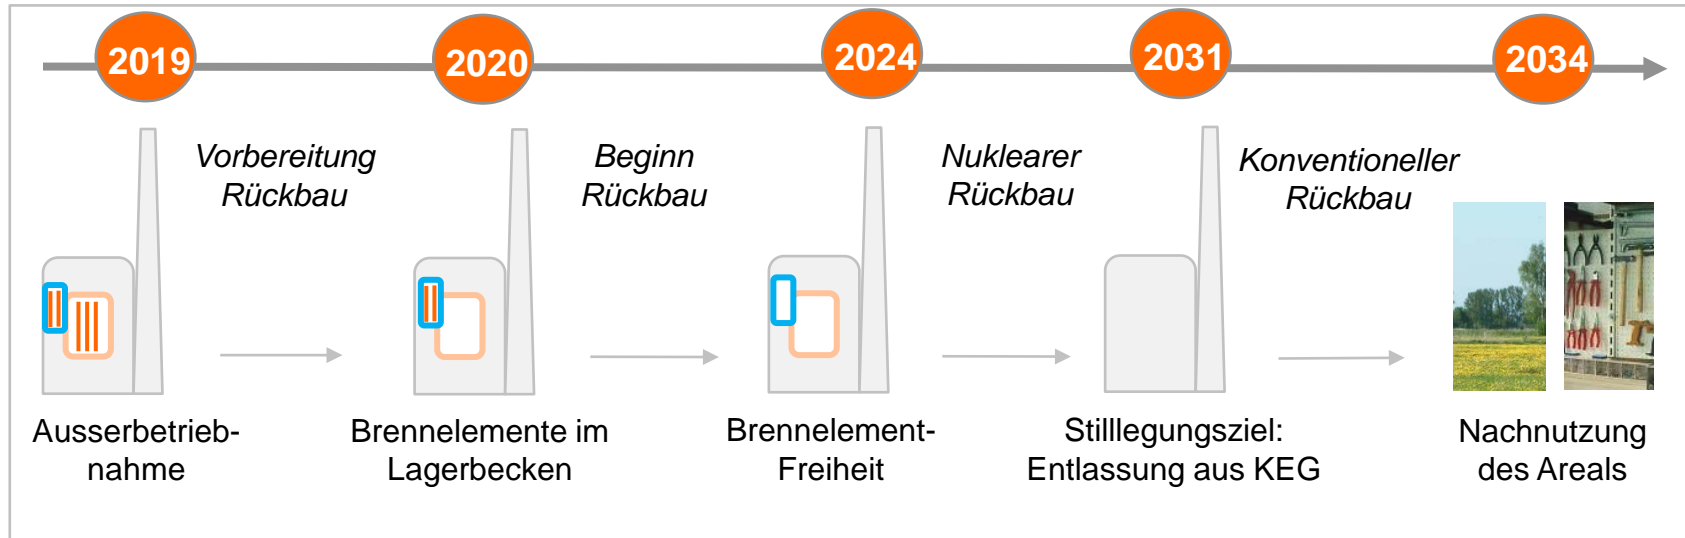 2019
2020
2024
2031
2034
Vorbereitung
Rückbau
Beginn
Rückbau
Nuklearer
Rückbau
Konventioneller
Rückbau
Ausserbetrieb-
nahme
Brennelemente im
Lagerbecken
Brennelement-
Freiheit
Stilllegungsziel:
Entlassung aus KEG
Nachnutzung
des Areals